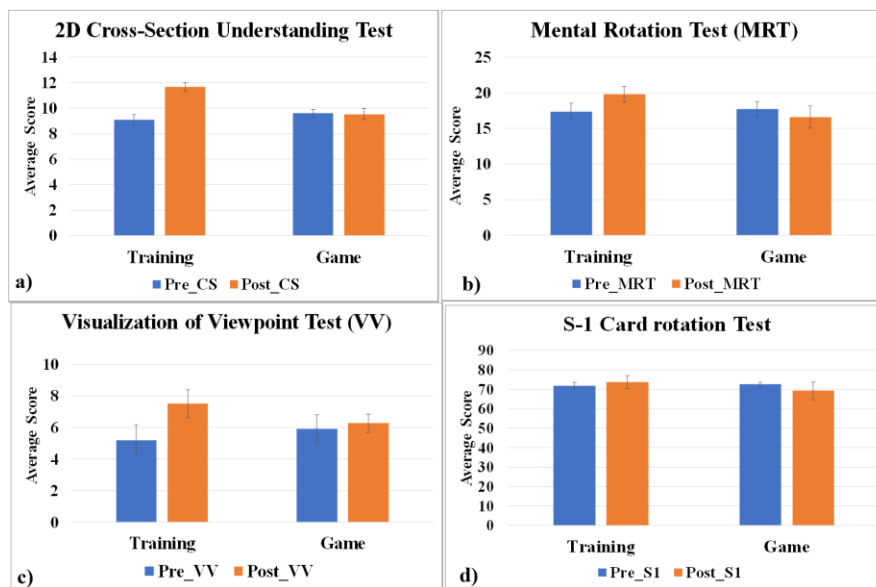 2D Cross-Section Understanding Test
14
12
10
8
6
4
2
0
Average Score
Training Game
Pre_CS Post_CS
a)
Mental Rotation Test (MRT)
25
20
15
10
5
0
Average Score
Training Game
Pre_MRT Post_MRT
b)
Visualization of Viewpoint Test (VV)
10
8
6
4
2
0
Average Score
Training Game
Pre_VV Post_VV
c)
S-1 Card rotation Test
90
80
70
60
50
40
30
20
10
0
Average Score
Training Game
Pre_S1 Post_S1
d)